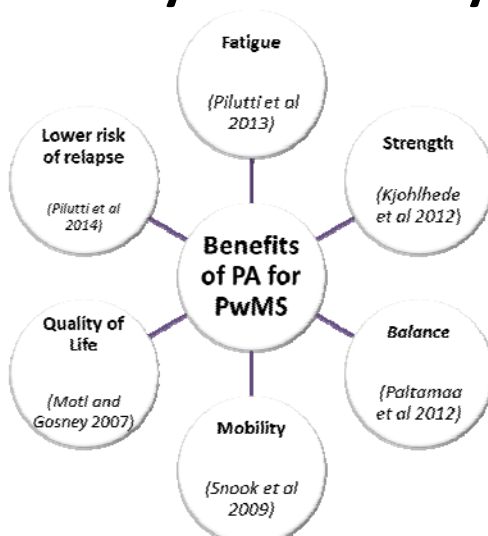 Fatigue
(Pilutti et al
2013)
Strength
(Kjohlhede
et al 2012)
Balance
(Paltamaa
et al 2012)
Mobility
(Snook et al
2009)
Quality of
Life
(Motl and
Gosney 2007)
Lower risk
of relapse
(Pilutti et al
2014)
Benefits
of PA for
PwMS